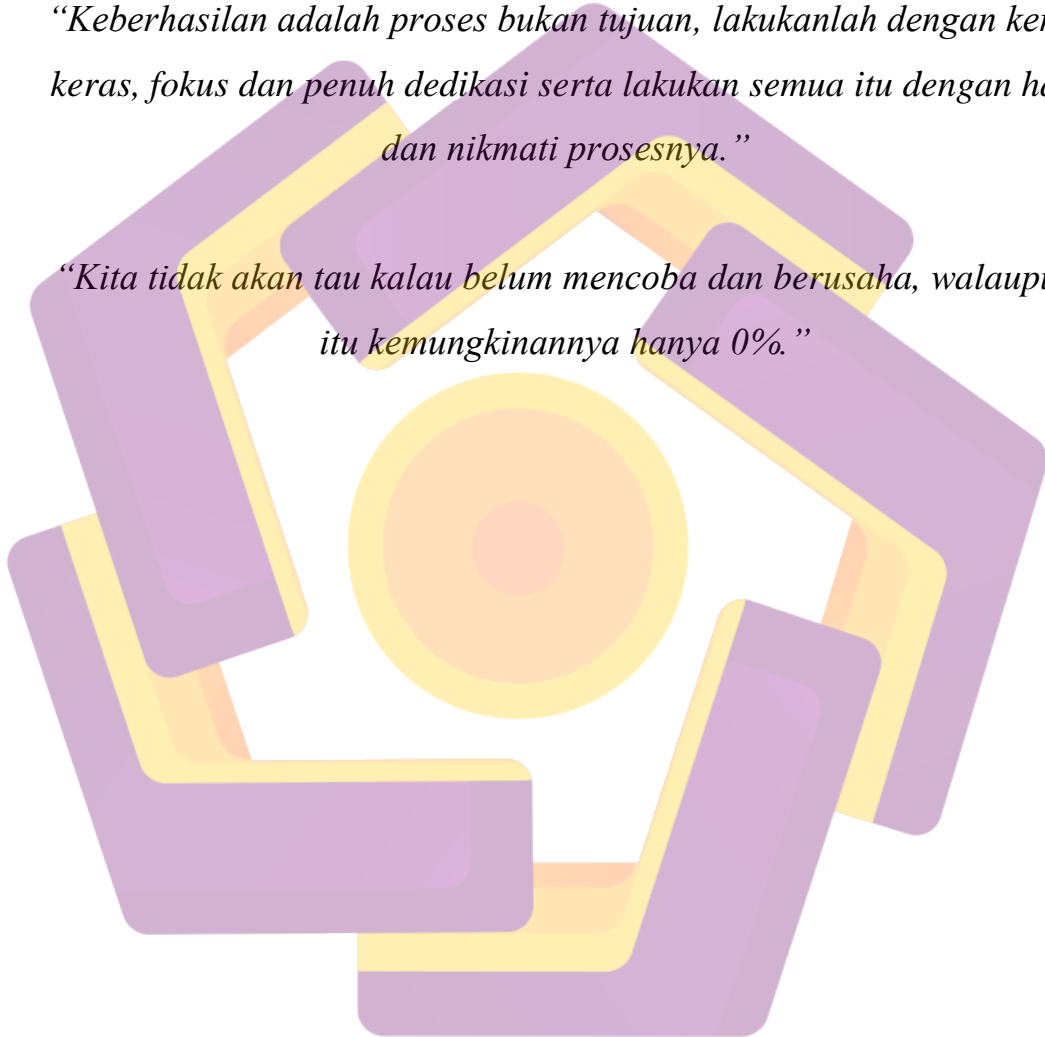 “Keberhasilan adalah proses bukan tujuan, lakukanlah dengan
keras, fokus dan penuh dedikasi serta lakukan semua itu dengan
dan nikmati prosesnya.”
“Kita tidak akan tau kalau belum mencoba dan berusaha,
itu kemungkinannya hanya 0%.”